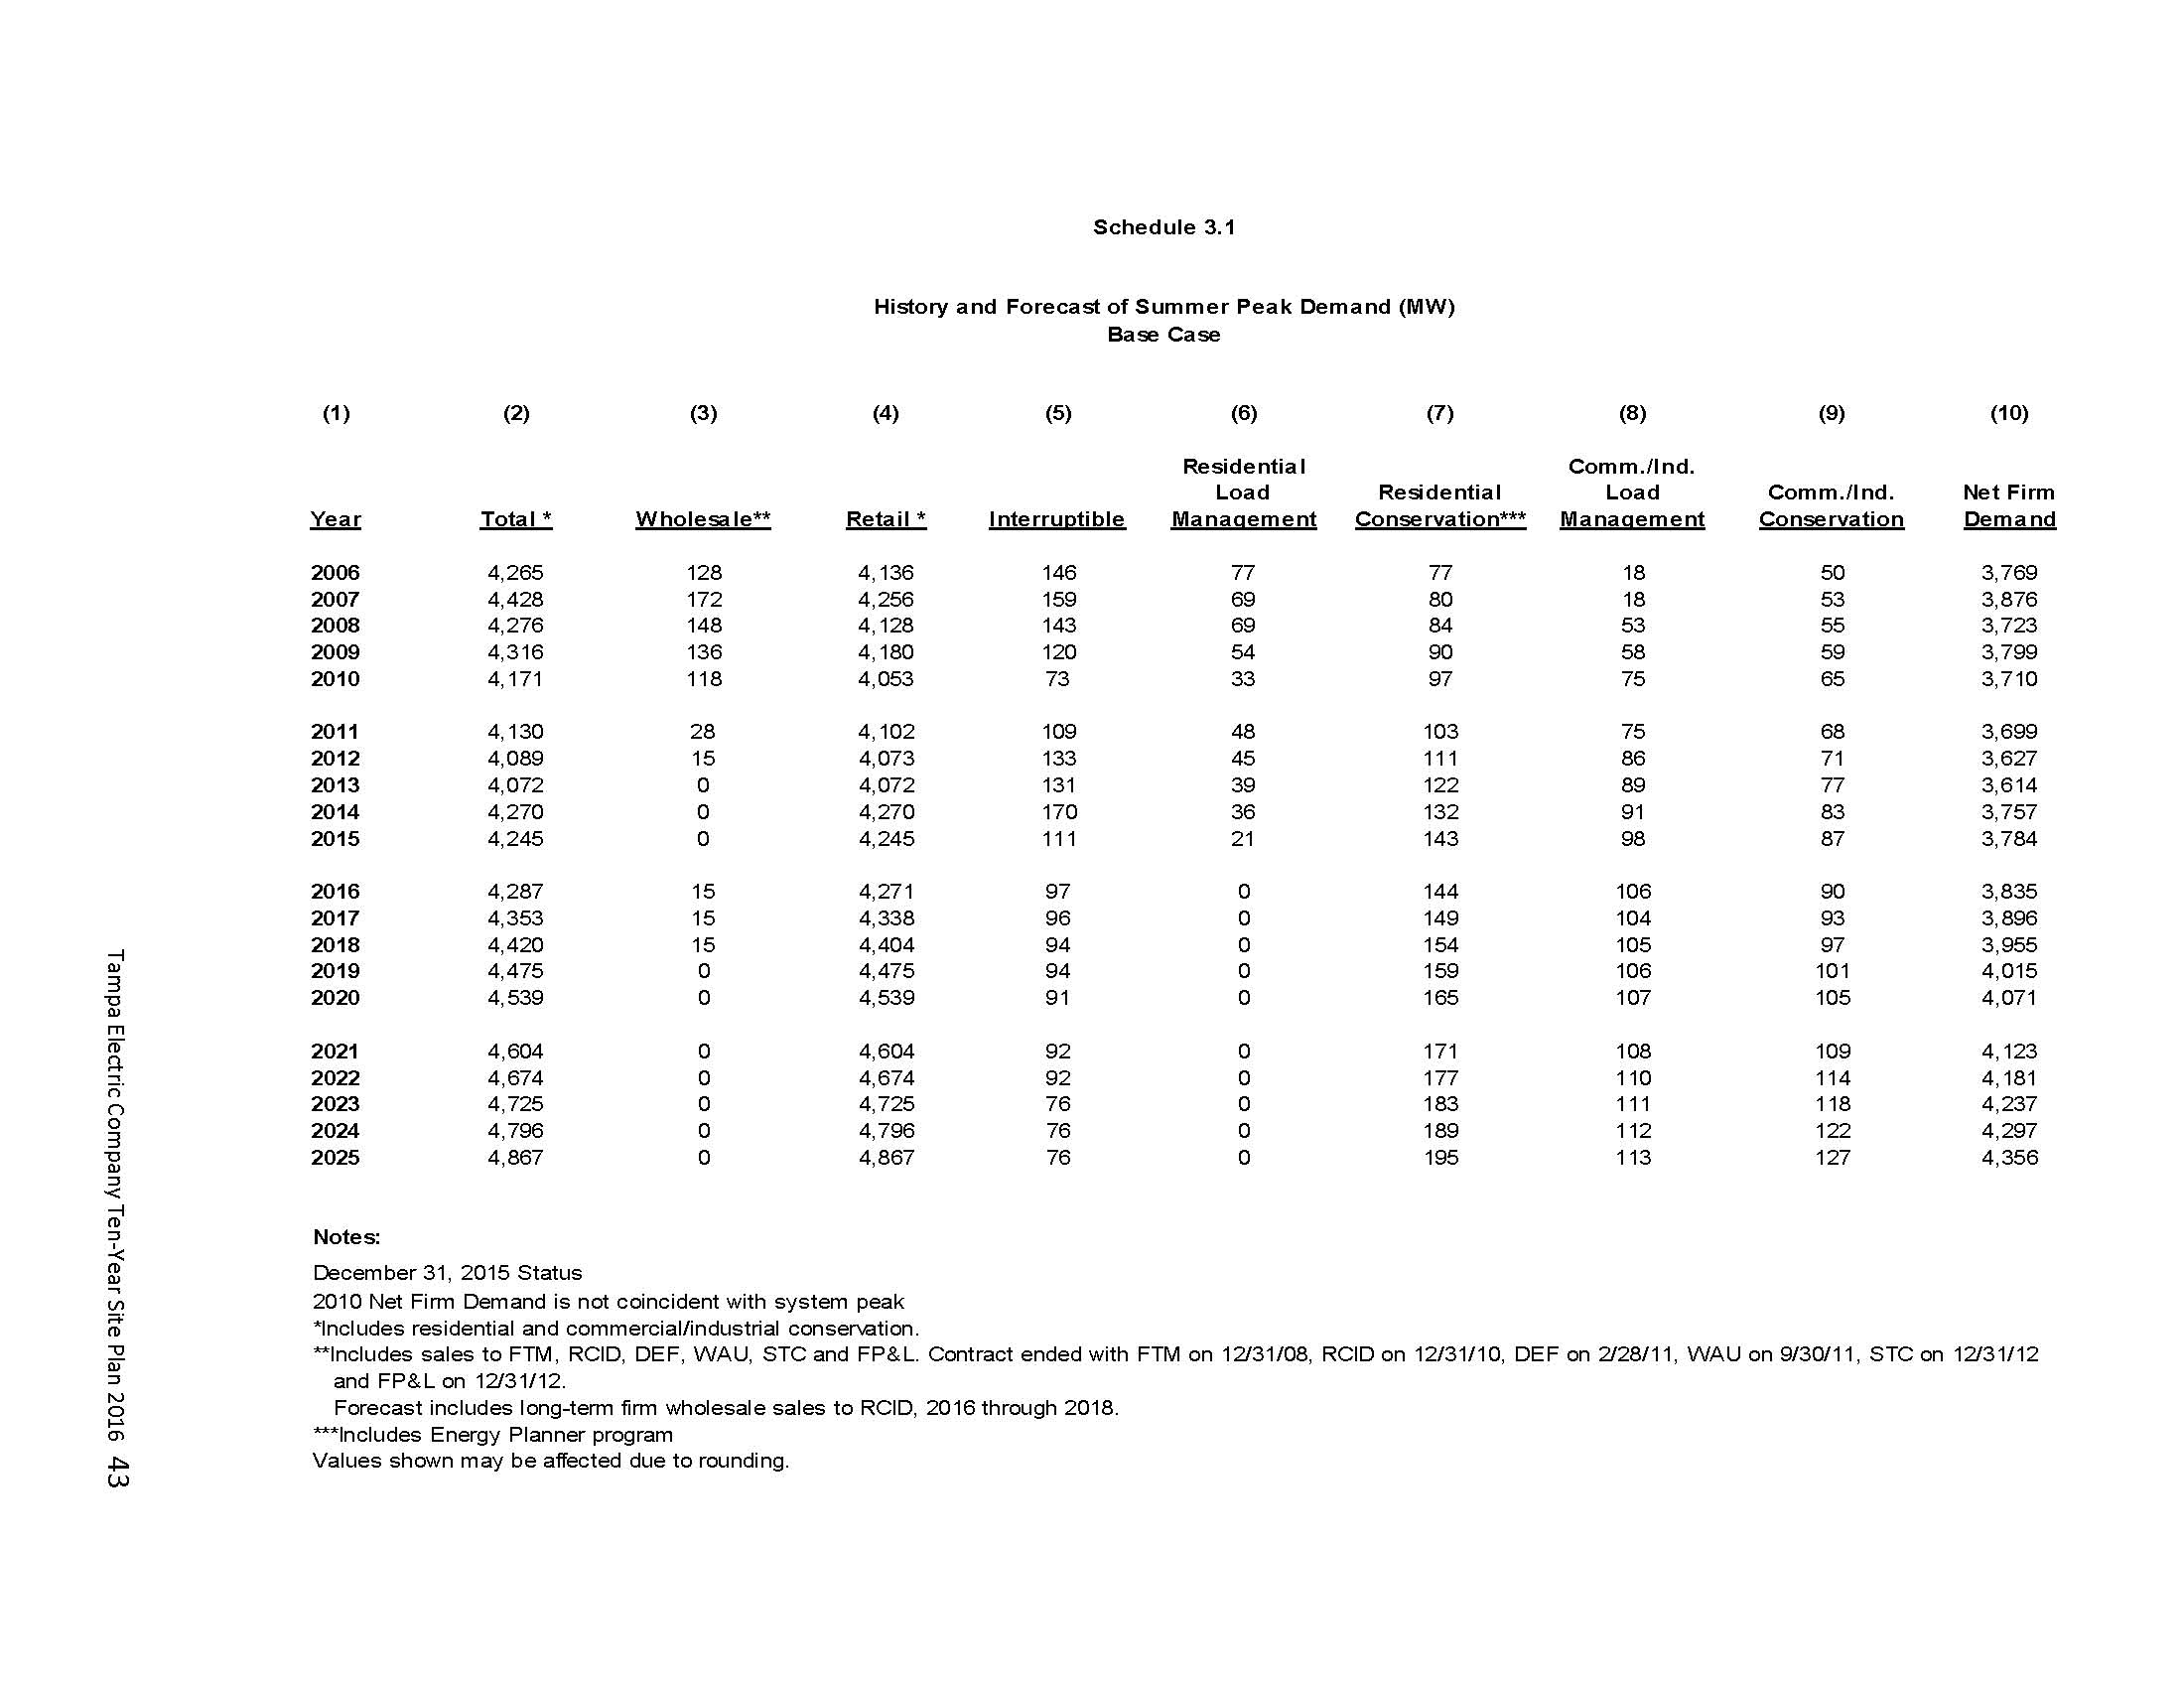 Schedule 3.1
History and Forecast of Summer Peak Demand (MW)
Base Case
(1) (2) (3) (4) (5) (6) (7) (8) (9) (10)
Residential Comm./Ind.
Load Residential Load Comm./Ind. Net Firm
Year Total * Wholesale** Retail * Interruptible Management Conservation*** Management Conservation Demand
2006 4,265 128 4,136 146 77 77 18 50 3,769
2007 4,428 172 4,256 159 69 80 18 53 3,876
2008 4,276 148 4,128 143 69 84 53 55 3,723
2009 4,316 136 4,180 120 54 90 58 59 3,799
2010 4,171 118 4,053 73 33 97 75 65 3,710
2011 4,130 28 4,102 109 48 103 75 68 3,699
2012 4,089 15 4,073 133 45 111 86 71 3,627
2013 4,072 0 4,072 131 39 122 89 77 3,614
2014 4,270 0 4,270 170 36 132 91 83 3,757
2015 4,245 0 4,245 111 21 143 98 87 3,784
2016 4,287 15 4,271 97 0 144 106 90 3,835
2017 4,353 15 4,338 96 0 149 104 93 3,896
2018 4,420 15 4,404 94 0 154 105 97 3,955
2019 4,475 0 4,475 94 0 159 106 101 4,015
2020 4,539 0 4,539 91 0 165 107 105 4,071
2021 4,604 0 4,604 92 0 171 108 109 4,123
2022 4,674 0 4,674 92 0 177 110 114 4,181
2023 4,725 0 4,725 76 0 183 111 118 4,237
2024 4,796 0 4,796 76 0 189 112 122 4,297
2025 4,867 0 4,867 76 0 195 113 127 4,356
Notes:
December 31, 2015 Status
2010 Net Firm Demand is not coincident with system peak
*Includes residential and commercial/industrial conservation.
**Includes sales to FTM, RCID, DEF, WAU, STC and FP&L. Contract ended with FTM on 12/31/08, RCID on 12/31/10, DEF on 2/28/11, WAU on 9/30/11, STC on 12/31/12
and FP&L on 12/31/12.
Forecast includes long-term firm wholesale sales to RCID, 2016 through 2018.
***Includes Energy Planner program
Values shown may be affected due to rounding.
Tampa Electric Company Ten-Year Site Plan 2016 43